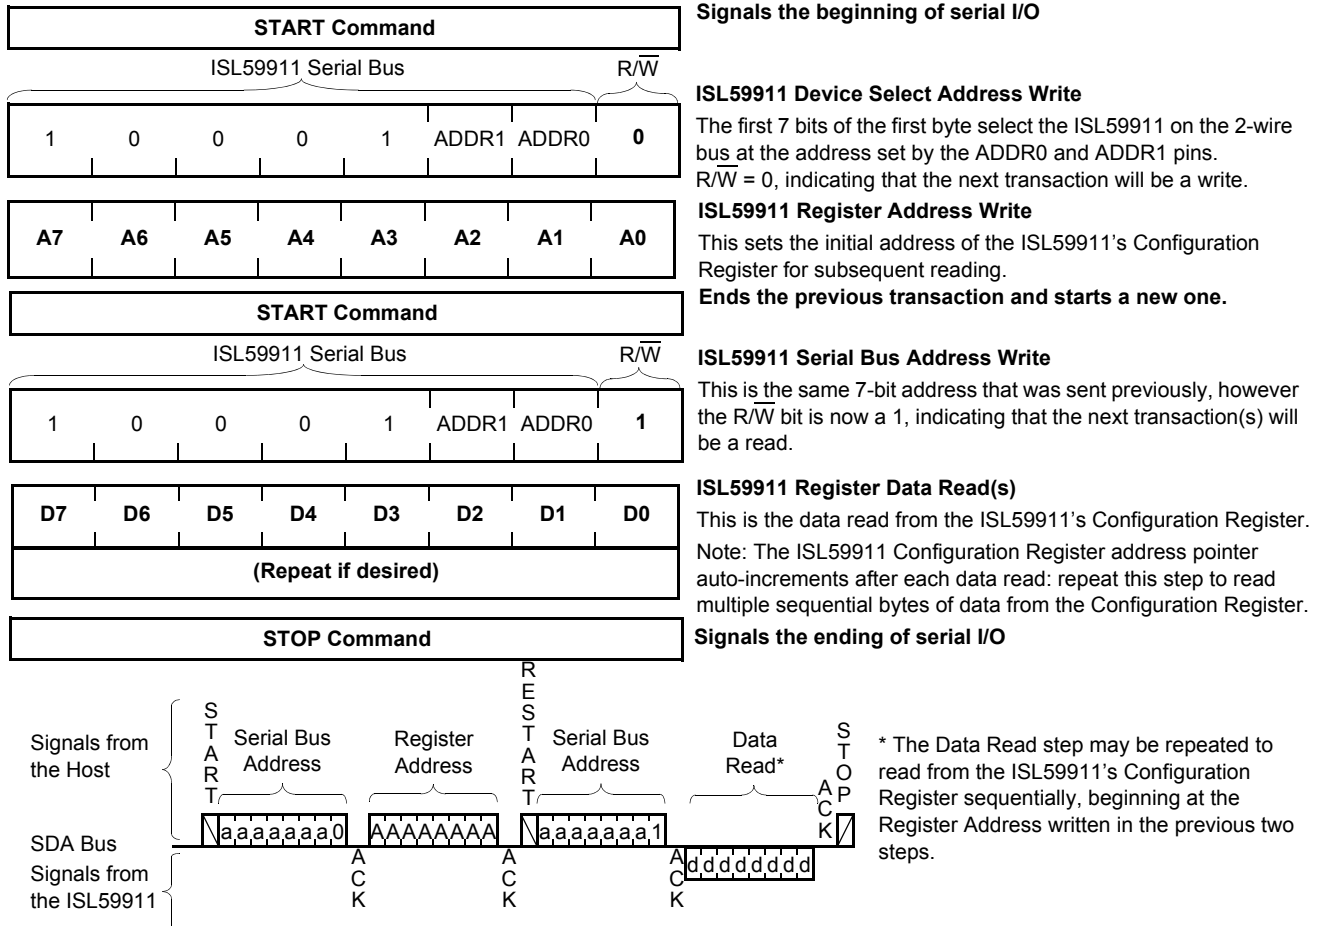 START Command
Signals the beginning of serial I/O
ISL59911 Serial Bus
R/W
1 0 0 0 1 ADDR1 ADDR0 0
ISL59911 Device Select Address Write
The first 7 bits of the first byte select the ISL59911 on the 2-wire
bus at the address set by the ADDR0 and ADDR1 pins.
R/W = 0, indicating that the next transaction will be a write.
A7 A6 A5 A4 A3 A2 A1 A0
ISL59911 Register Address Write
This sets the initial address of the ISL59911's Configuration
Register for subsequent reading.
START Command
Ends the previous transaction and starts a new one.
ISL59911 Serial Bus
R/W
1 0 0 0 1 ADDR1 ADDR0 1
ISL59911 Serial Bus Address Write
This is the same 7-bit address that was sent previously, however
the R/W bit is now a 1, indicating that the next transaction(s) will
be a read.
D7 D6 D5 D4 D3 D2 D1 D0
(Repeat if desired)
ISL59911 Register Data Read(s)
This is the data read from the ISL59911's Configuration Register.
Note: The ISL59911 Configuration Register address pointer
auto-increments after each data read: repeat this step to read
multiple sequential bytes of data from the Configuration Register.
STOP Command
Signals the ending of serial I/O
Signals from
the Host
START
Serial Bus
Address
Register
Address
RESTART
Serial Bus
Address
Data
Read*
ACK
STOP
aaaaaaa0
AAAAAAAA
aaaaaaa1
SDA Bus
Signals from
the ISL59911
ACK
ACK
ACK
dddddddd
* The Data Read step may be repeated to
read from the ISL59911's Configuration
Register sequentially, beginning at the
Register Address written in the previous two
steps.